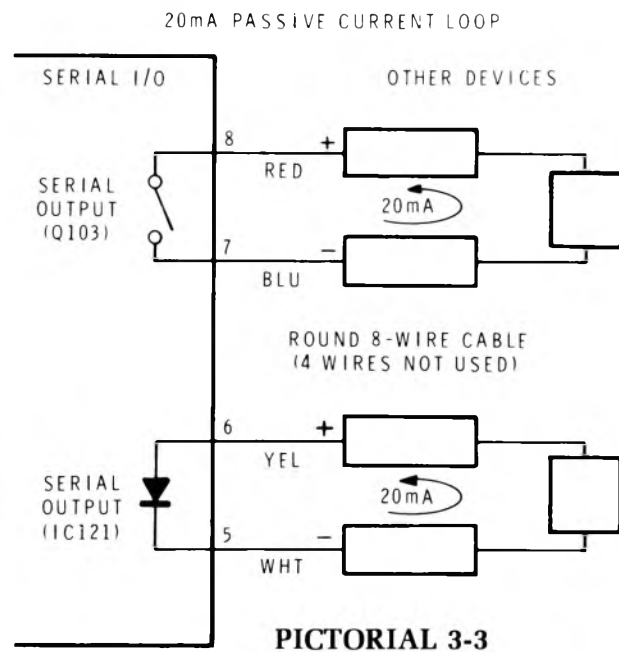 20mA PASSIVE CURRENT LOOP
SERIAL I/O
OTHER DEVICES
8
+
RED
SERIAL
OUTPUT
(Q103)
20mA
7
−
BLU
ROUND 8-WIRE CABLE
(4 WIRES NOT USED)
6
+
YEL
SERIAL
OUTPUT
(IC121)
20mA
5
−
WHT
PICTORIAL 3-3